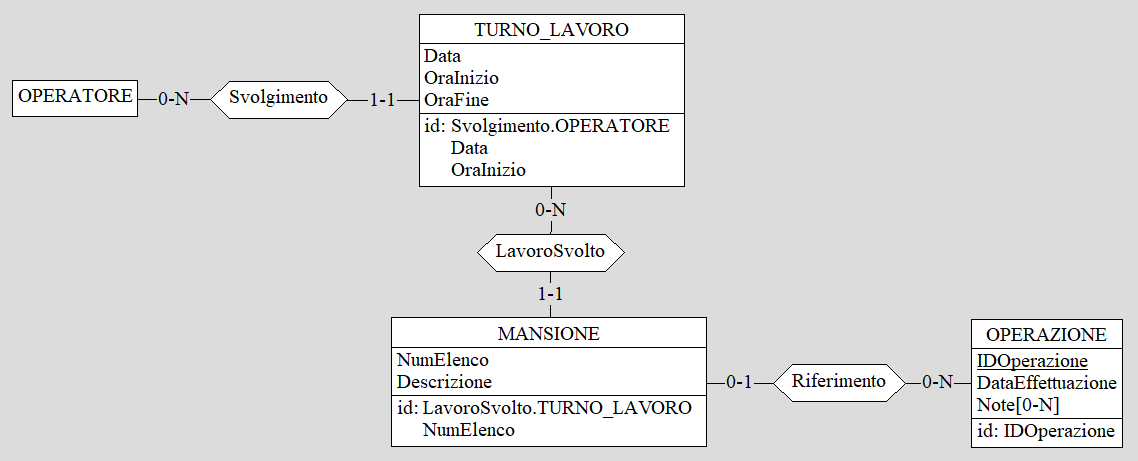 TURNO_LAVORO
Data
OraInizio
OraFine
id: Svolgimento.OPERATORE
Data
OraInizio
OPERATORE
0-N
Svolgimento
1-1
0-N
LavoroSvolto
1-1
MANSIONE
NumElenco
Descrizione
id: LavoroSvolto.TURNO_LAVORO
NumElenco
0-1
Riferimento
0-N
OPERAZIONE
IDOperazione
DataEffettuazione
Note[0-N]
id: IDOperazione